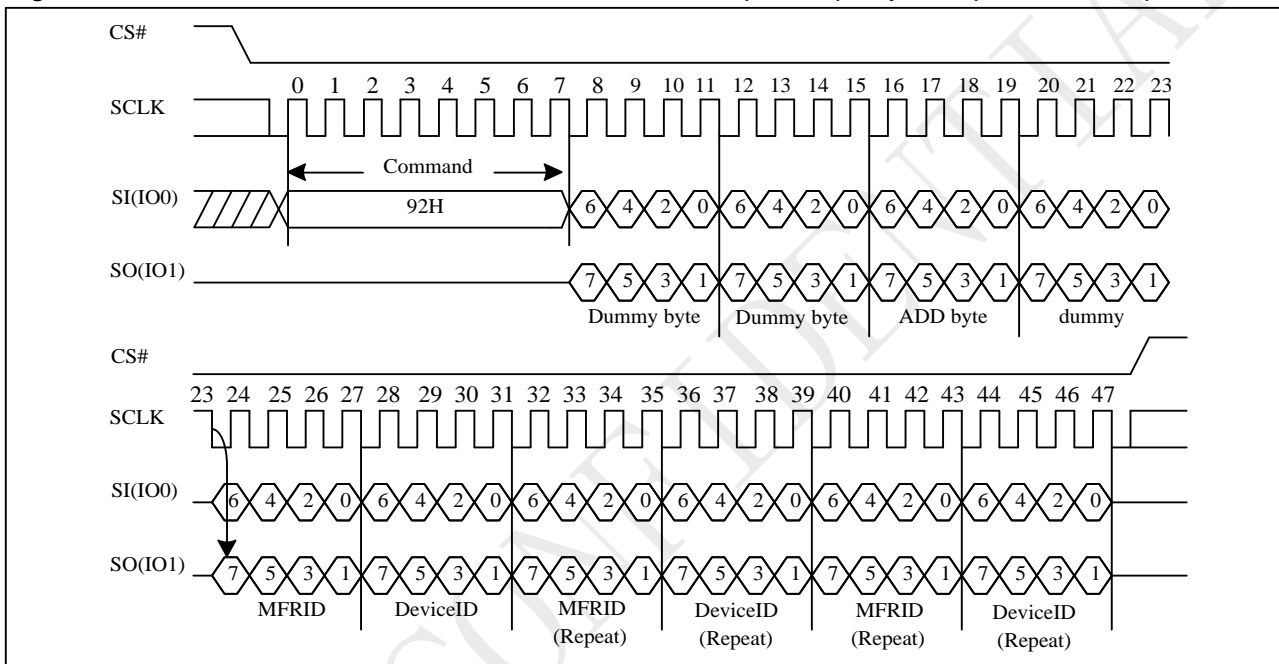 CS#
0 1 2 3 4 5 6 7 8 9 10 11 12 13 14 15 16 17 18 19 20 21 22 23
SCLK
Command
SI(IO0)
92H
6 4 2 0 6 4 2 0 6 4 2 0 6 4 2 0
SO(IO1)
7 5 3 1 7 5 3 1 7 5 3 1 7 5 3 1
Dummy byte Dummy byte ADD byte dummy
CS#
23 24 25 26 27 28 29 30 31 32 33 34 35 36 37 38 39 40 41 42 43 44 45 46 47
SCLK
SI(IO0)
6 4 2 0 6 4 2 0 6 4 2 0 6 4 2 0 6 4 2 0 6 4 2 0
SO(IO1)
7 5 3 1 7 5 3 1 7 5 3 1 7 5 3 1 7 5 3 1 7 5 3 1
MFRID DeviceID MFRID DeviceID MFRID DeviceID
(Repeat) (Repeat) (Repeat) (Repeat)